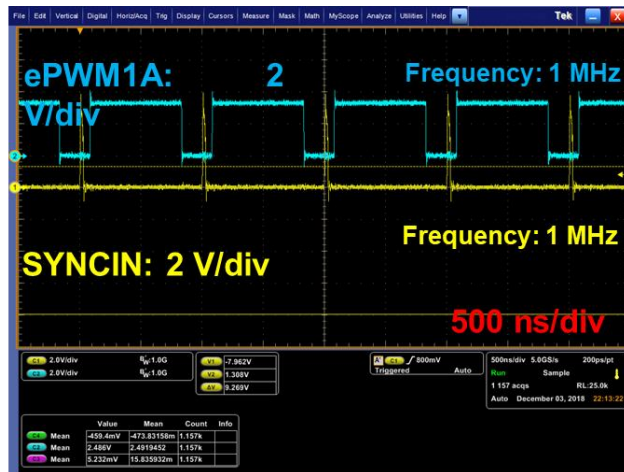 File Edit Vertical Digital Horiz/Acq Trig Display Cursors Measure Mask Math MyScope Analyze Utilities Help Tek X
ePWM1A: 2
V/div
Frequency: 1 MHz
2
1
Frequency: 1 MHz
SYNCIN: 2 V/div
500 ns/div
C1 2.0V/div BW:1.0G
C2 2.0V/div BW:1.0G
V1 -7.962V
V2 1.308V
ΔV 9.269V
A' C1 800mV
Triggered Auto
500ns/div 5.0GS/s 200ps/pt
Run Sample
1 157 acqs RL:25.0k
Auto December 03, 2018 22:13:22
Value Mean Count Info
C4 Mean -459.4mV -473.83158m 1.157k
C2 Mean 2.486V 2.4919452 1.157k
C3 Mean 5.232mV 15.835932m 1.157k